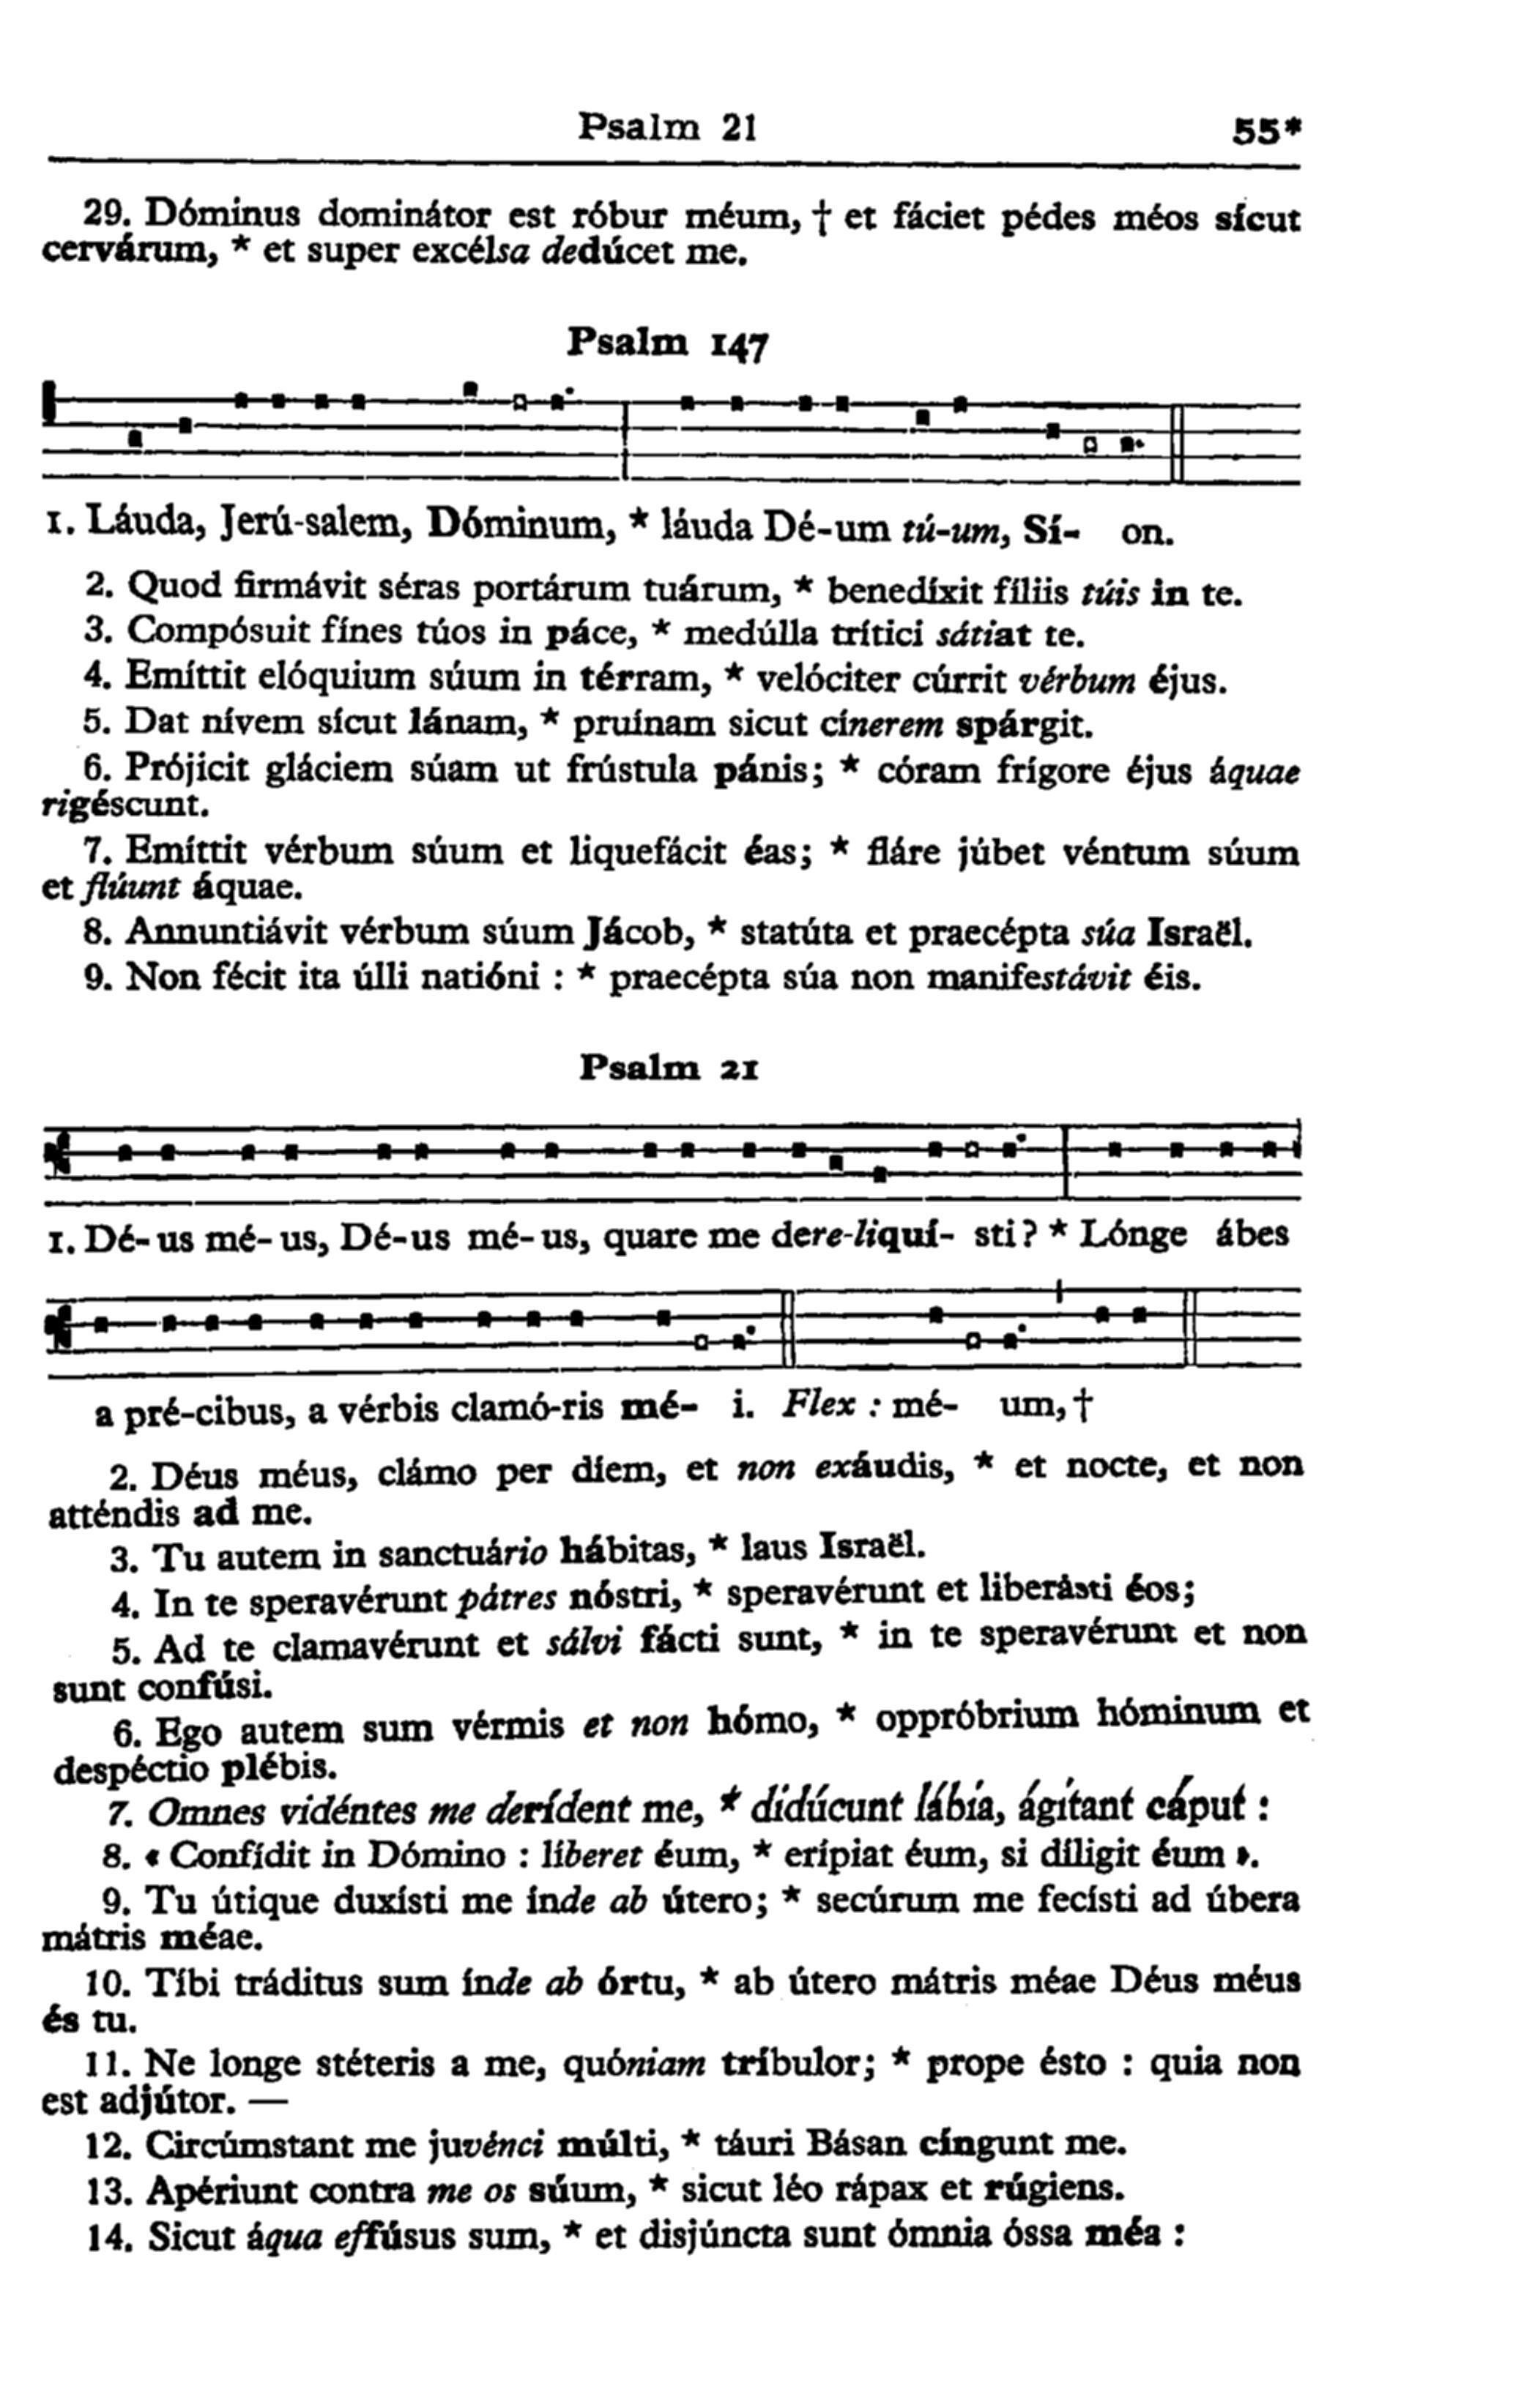 Psalm 21 55*
29. Dóminus dominátor est róbur méum, † et fáciet pédes méos sícut
cervárum, * et super excélsa dedúcet me.
Psalm 147
1. Láuda, Jerú-salem, Dóminum, * láuda Dé-um tú-um, Sí- on.
2. Quod firmávit séras portárum tuárum, * benedíxit fíliis túis in te.
3. Compósuit fínes túos in páce, * medúlla trítici sátiat te.
4. Emíttit elóquium súum in térram, * velóciter cúrrit vérbum éjus.
5. Dat nívem sícut lánam, * pruínam sicut cínerem spárgit.
6. Prójicit gláciem súam ut frústula pánis; * córam frígore éjus áquae
rigéscunt.
7. Emíttit vérbum súum et liquefácit éas; * fláre júbet véntum súum
et flúunt áquae.
8. Annuntiávit vérbum súum Jácob, * statúta et praecépta súa Israël.
9. Non fécit ita úlli natióni : * praecépta súa non manifestávit éis.
Psalm 21
1. Dé- us mé- us, Dé-us mé- us, quare me dere-liquí- sti? * Lónge ábes
a pré-cibus, a vérbis clamó-ris mé- i. Flex : mé- um, †
2. Déus méus, clámo per díem, et non exáudis, * et nocte, et non
atténdis ad me.
3. Tu autem in sanctuário hábitas, * laus Israël.
4. In te speravérunt pátres nóstri, * speravérunt et liberásti éos;
5. Ad te clamavérunt et sálvi fácti sunt, * in te speravérunt et non
sunt confúsi.
6. Ego autem sum vérmis et non hómo, * oppróbrium hóminum et
despéctio plébis.
7. Omnes vidéntes me derídent me, * didúcunt lábia, ágitant cáput :
8. « Confídit in Dómino : líberet éum, * erípiat éum, si díligit éum ».
9. Tu útique duxísti me índe ab útero; * secúrum me fecísti ad úbera
mátris méae.
10. Tíbi tráditus sum índe ab órtu, * ab útero mátris méae Déus méus
és tu.
11. Ne longe stéteris a me, quóniam tríbulor; * prope ésto : quia non
est adjútor. —
12. Circúmstant me juvénci múlti, * táuri Básan cíngunt me.
13. Apériunt contra me os súum, * sicut léo rápax et rúgiens.
14. Sicut áqua effúsus sum, * et disjúncta sunt ómnia óssa méa :